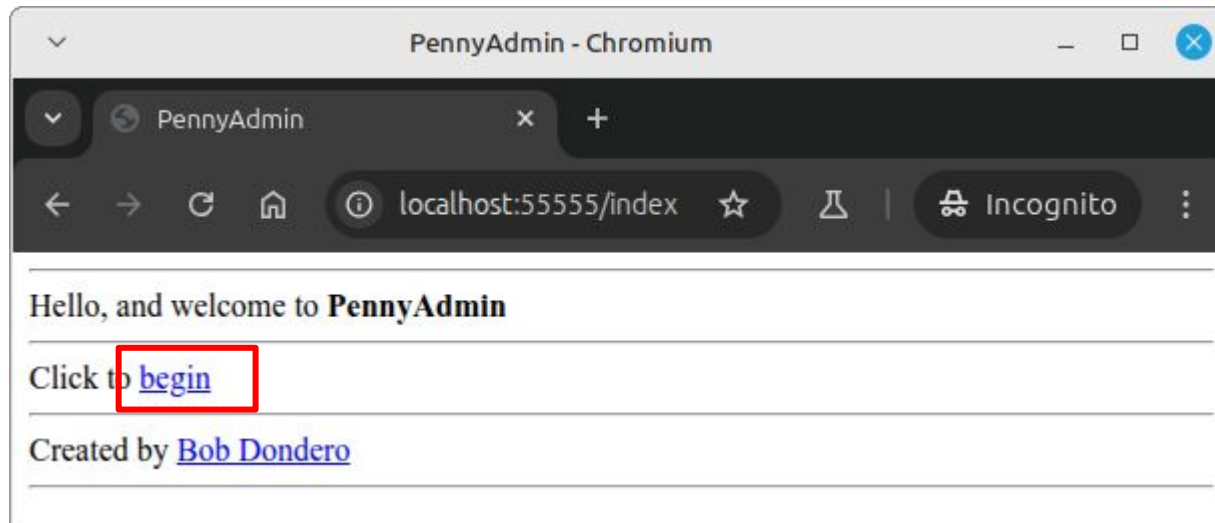 PennyAdmin - Chromium
PennyAdmin
localhost:55555/index
Incognito
Hello, and welcome to PennyAdmin
Click to begin
Created by Bob Dondero